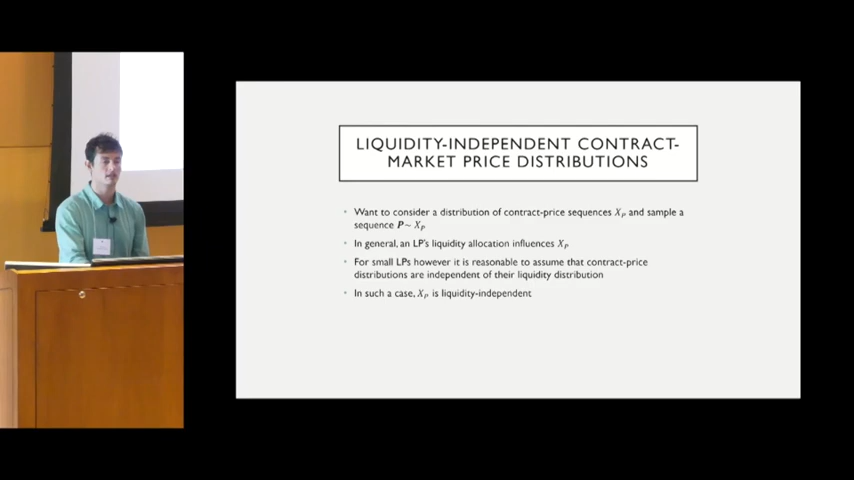 LIQUIDITY-INDEPENDENT CONTRACT-
MARKET PRICE DISTRIBUTIONS
• Want to consider a distribution of contract-price sequences X_P and sample a
sequence P ~ X_P
• In general, an LP's liquidity allocation influences X_P
• For small LPs however it is reasonable to assume that contract-price
distributions are independent of their liquidity distribution
• In such a case, X_P is liquidity-independent